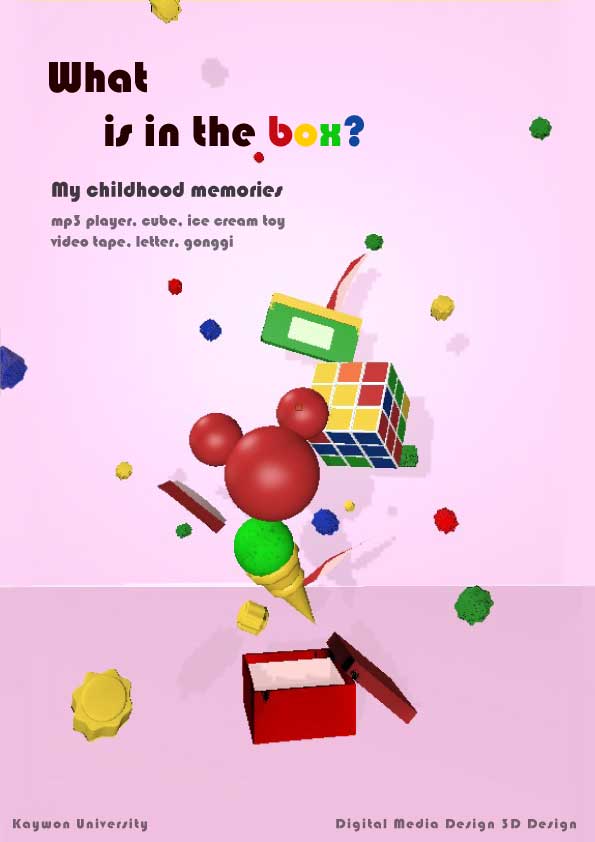 What
is in the box?
My childhood memories
mp3 player, cube, ice cream toy
video tape, letter, gonggi
Kaywon University
Digital Media Design 3D Design